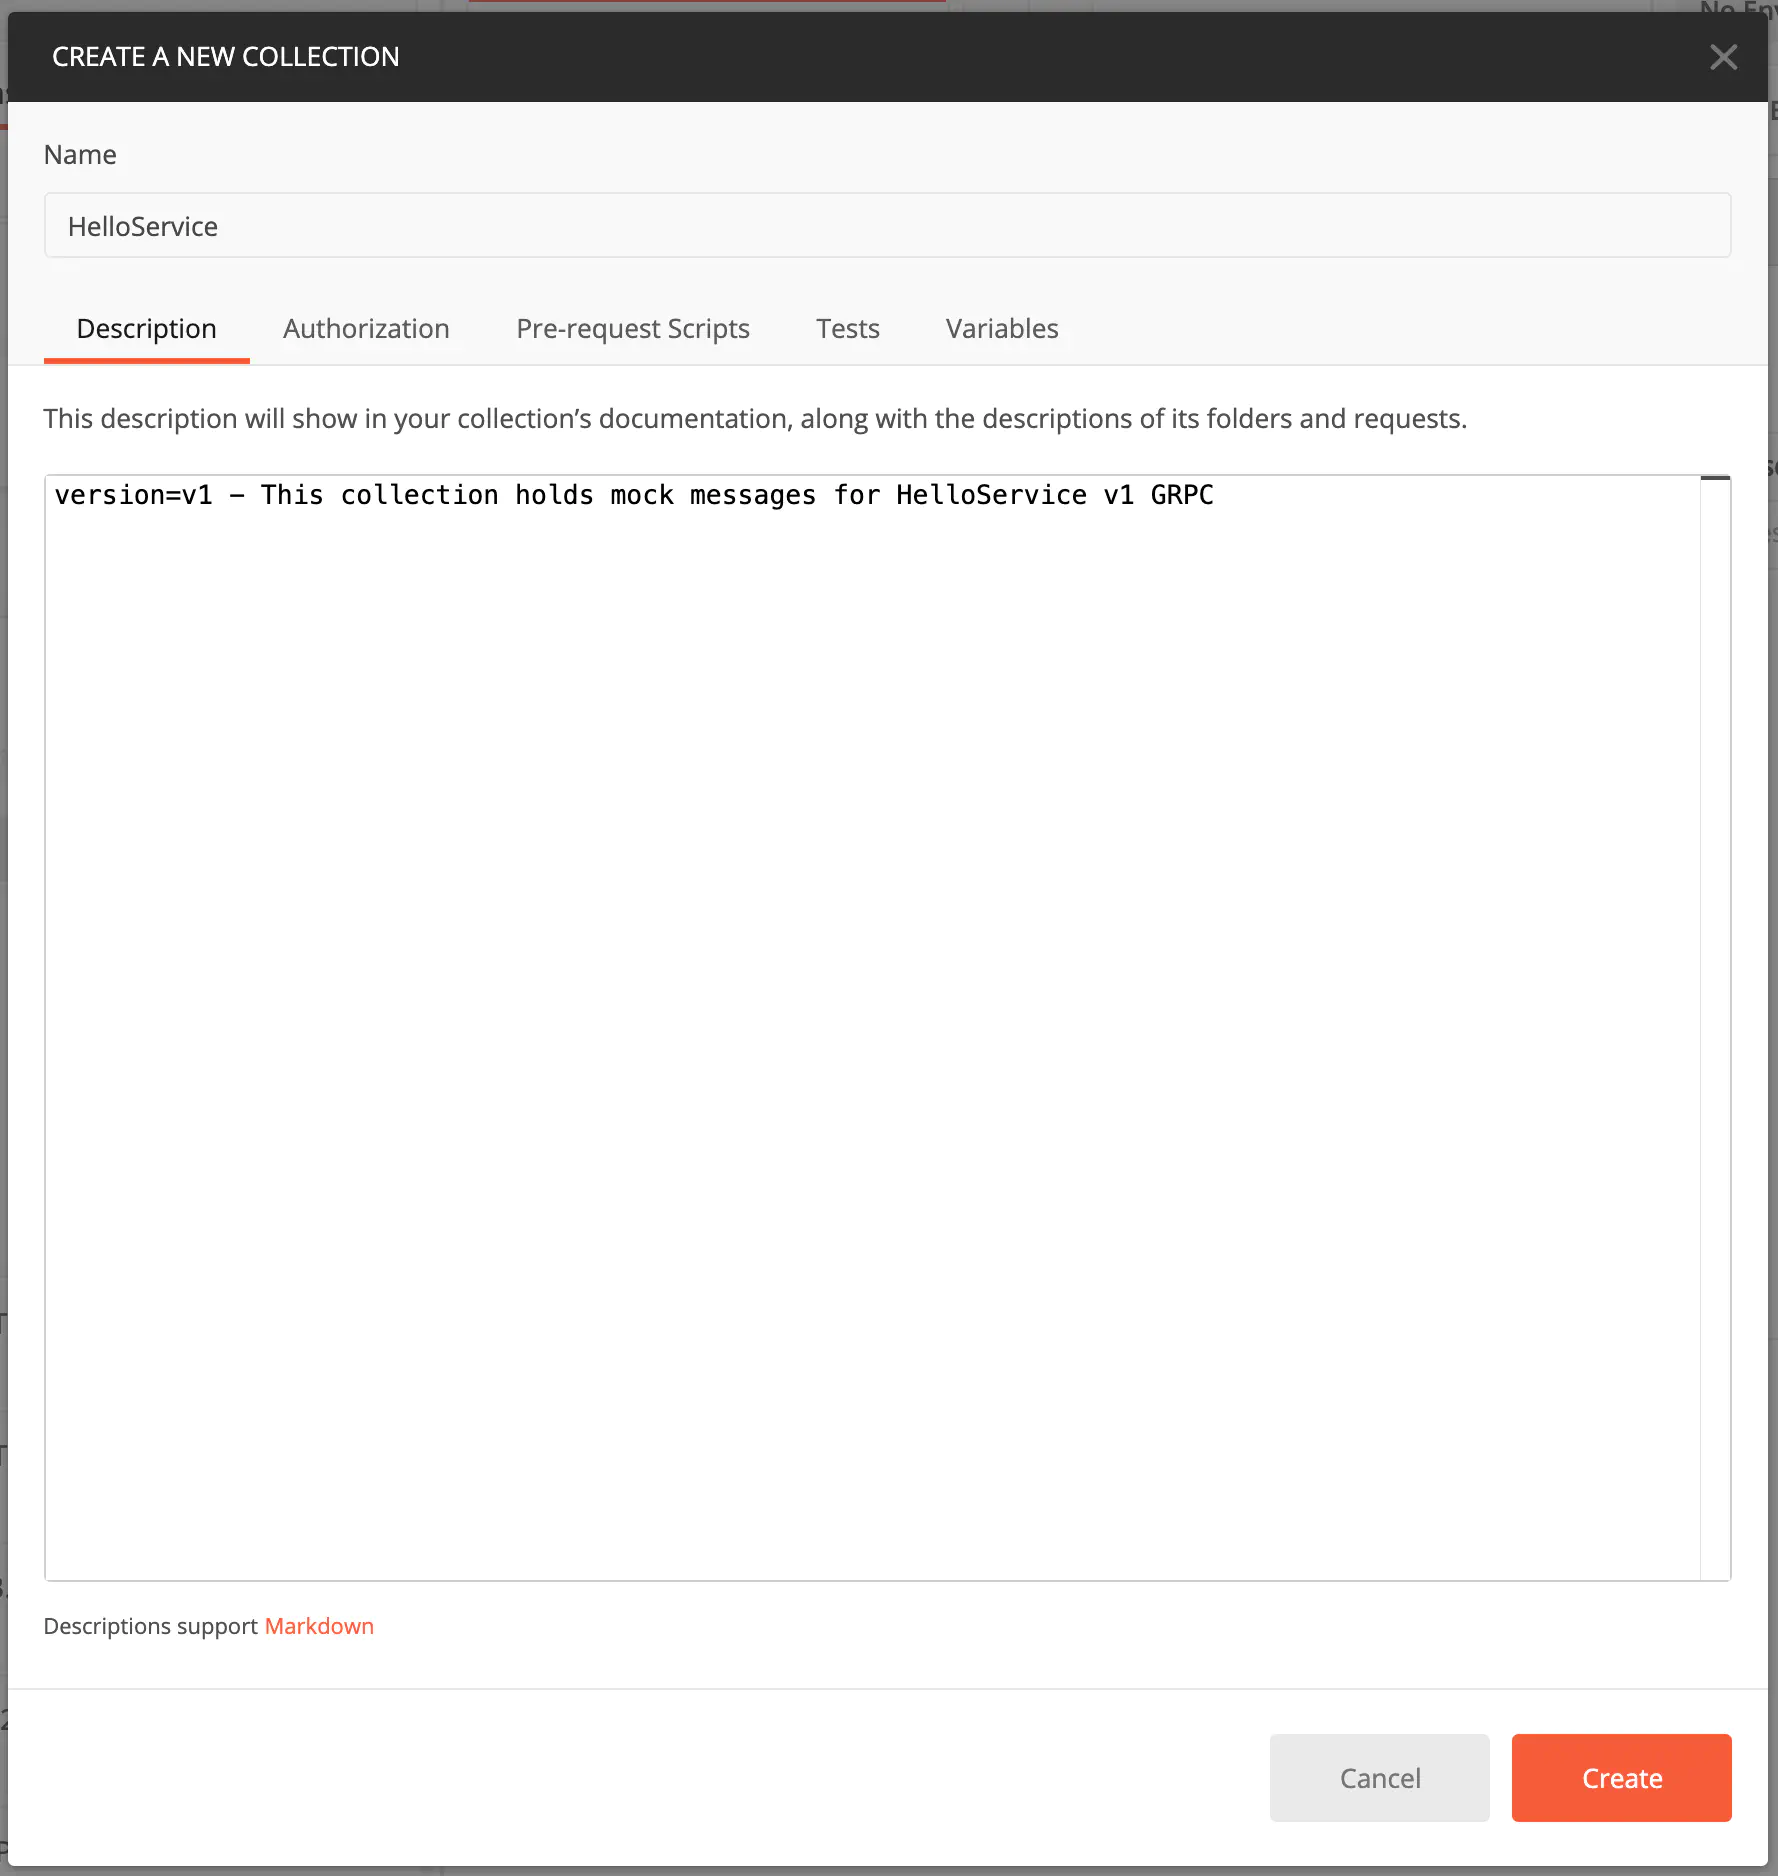 No Env
CREATE A NEW COLLECTION
Name
HelloService
Description Authorization Pre-request Scripts Tests Variables
This description will show in your collection’s documentation, along with the descriptions of its folders and requests.
version=v1 – This collection holds mock messages for HelloService v1 GRPC
Descriptions support Markdown
Cancel Create